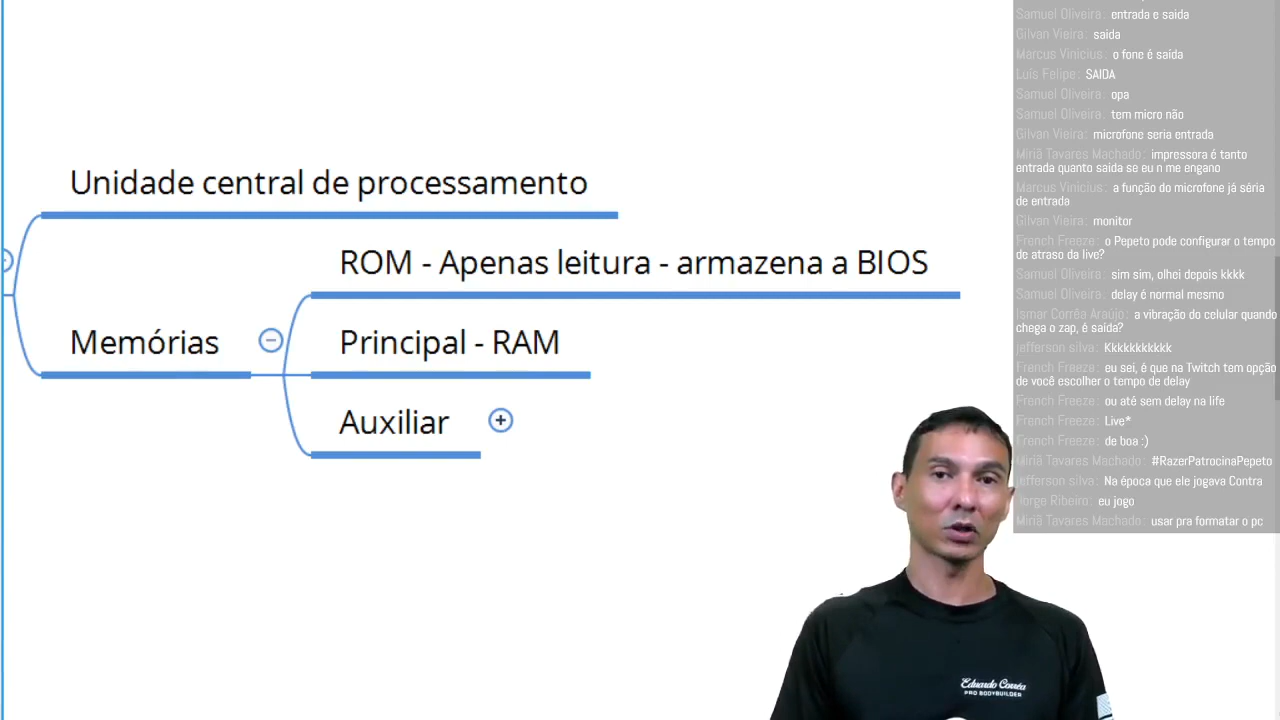 Unidade central de processamento
ROM - Apenas leitura - armazena a BIOS
Memórias
Principal - RAM
Auxiliar
Samuel Oliveira: entrada e saida
Gilvan Vieira: saida
Marcus Vinicius: o fone é saída
Luís Felipe: SAIDA
Samuel Oliveira: opa
Samuel Oliveira: tem micro não
Gilvan Vieira: microfone seria entrada
Miriã Tavares Machado: impressora é tanto
entrada quanto saida se eu n me engano
Marcus Vinicius: a função do microfone já séria
de entrada
Gilvan Vieira: monitor
French Freeze: o Pepeto pode configurar o tempo
de atraso da live?
Samuel Oliveira: sim sim, olhei depois kkkk
Samuel Oliveira: delay é normal mesmo
Ismar Corrêa Araújo: a vibração do celular quando
chega o zap, é saída?
jefferson silva: Kkkkkkkkkkk
French Freeze: eu sei, é que na Twitch tem opção
de você escolher o tempo de delay
French Freeze: ou até sem delay na life
French Freeze: Live*
French Freeze: de boa :)
Miriã Tavares Machado: #RazerPatrocinaPepeto
jefferson silva: Na época que ele jogava Contra
Jorge Ribeiro: eu jogo
Miriã Tavares Machado: usar pra formatar o pc
Eduardo Corrêa
PRO BODYBUILDER